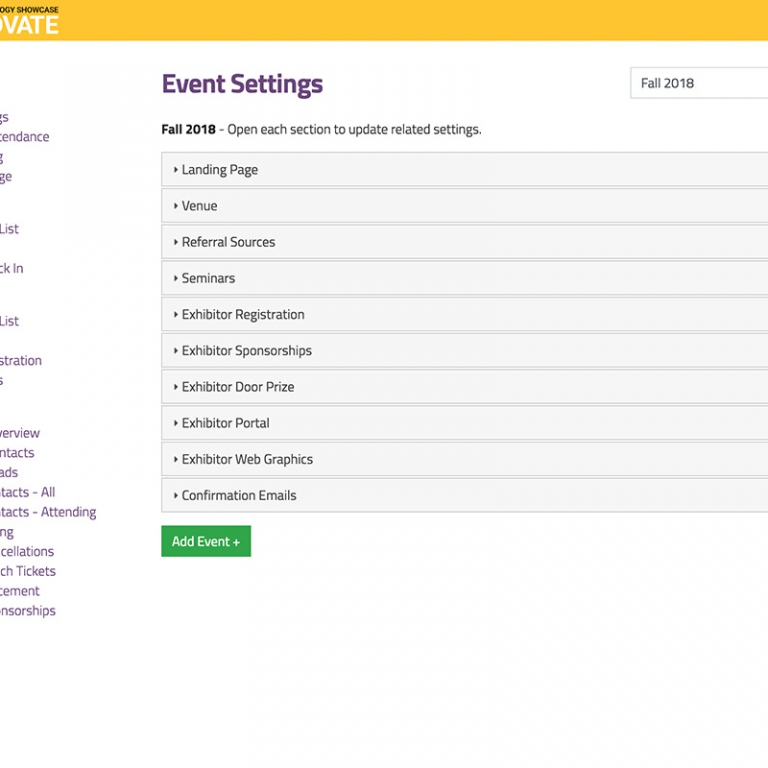 OGY SHOWCASE
OVATE
Event Settings
Fall 2018
Fall 2018 - Open each section to update related settings.
Landing Page
Venue
Referral Sources
Seminars
Exhibitor Registration
Exhibitor Sponsorships
Exhibitor Door Prize
Exhibitor Portal
Exhibitor Web Graphics
Confirmation Emails
Add Event +
gs
tendance
g
ge
List
ck In
List
stration
s
verview
ntacts
ads
tacts - All
tacts - Attending
ng
cellations
ch Tickets
cement
onsorships